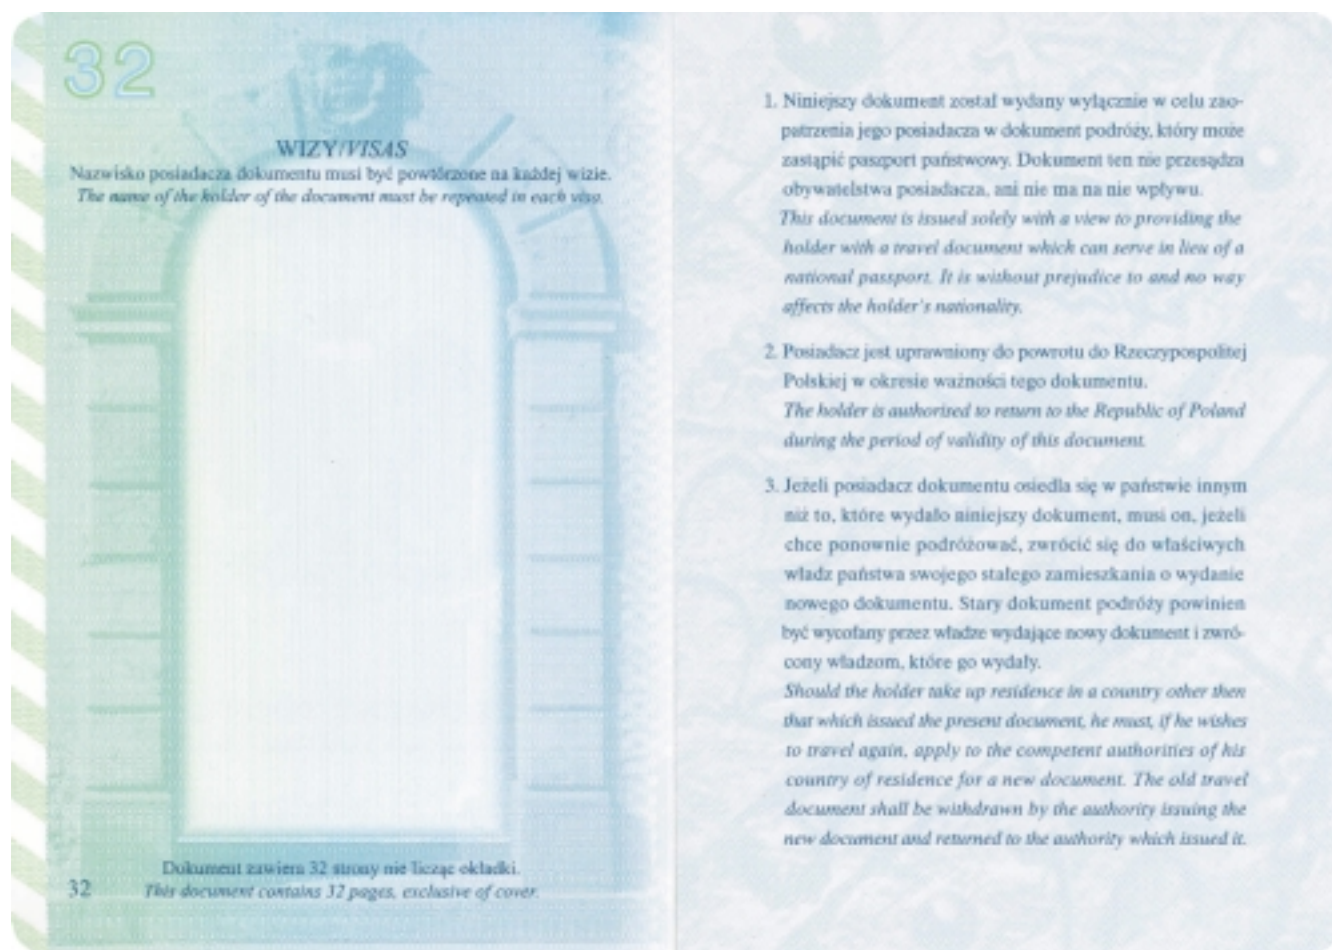 32
WIZY/VISAS
Nazwisko posiadacza dokumentu musi być powtórzone na każdej wizie.
The name of the holder of the document must be repeated in each visa.
Dokument zawiera 32 strony nie licząc okładki.
32
This document contains 32 pages, exclusive of cover.
1. Niniejszy dokument został wydany wyłącznie w celu zao-
patrzenia jego posiadacza w dokument podróży, który może
zastąpić paszport państwowy. Dokument ten nie przesądza
obywatelstwa posiadacza, ani nie ma na nie wpływu.
This document is issued solely with a view to providing the
holder with a travel document which can serve in lieu of a
national passport. It is without prejudice to and no way
affects the holder's nationality.
2. Posiadacz jest uprawniony do powrotu do Rzeczypospolitej
Polskiej w okresie ważności tego dokumentu.
The holder is authorised to return to the Republic of Poland
during the period of validity of this document.
3. Jeżeli posiadacz dokumentu osiedla się w państwie innym
niż to, które wydało niniejszy dokument, musi on, jeżeli
chce ponownie podróżować, zwrócić się do właściwych
władz państwa swojego stałego zamieszkania o wydanie
nowego dokumentu. Stary dokument podróży powinien
być wycofany przez władze wydające nowy dokument i zwró-
cony władzom, które go wydały.
Should the holder take up residence in a country other then
that which issued the present document, he must, if he wishes
to travel again, apply to the competent authorities of his
country of residence for a new document. The old travel
document shall be withdrawn by the authority issuing the
new document and returned to the authority which issued it.